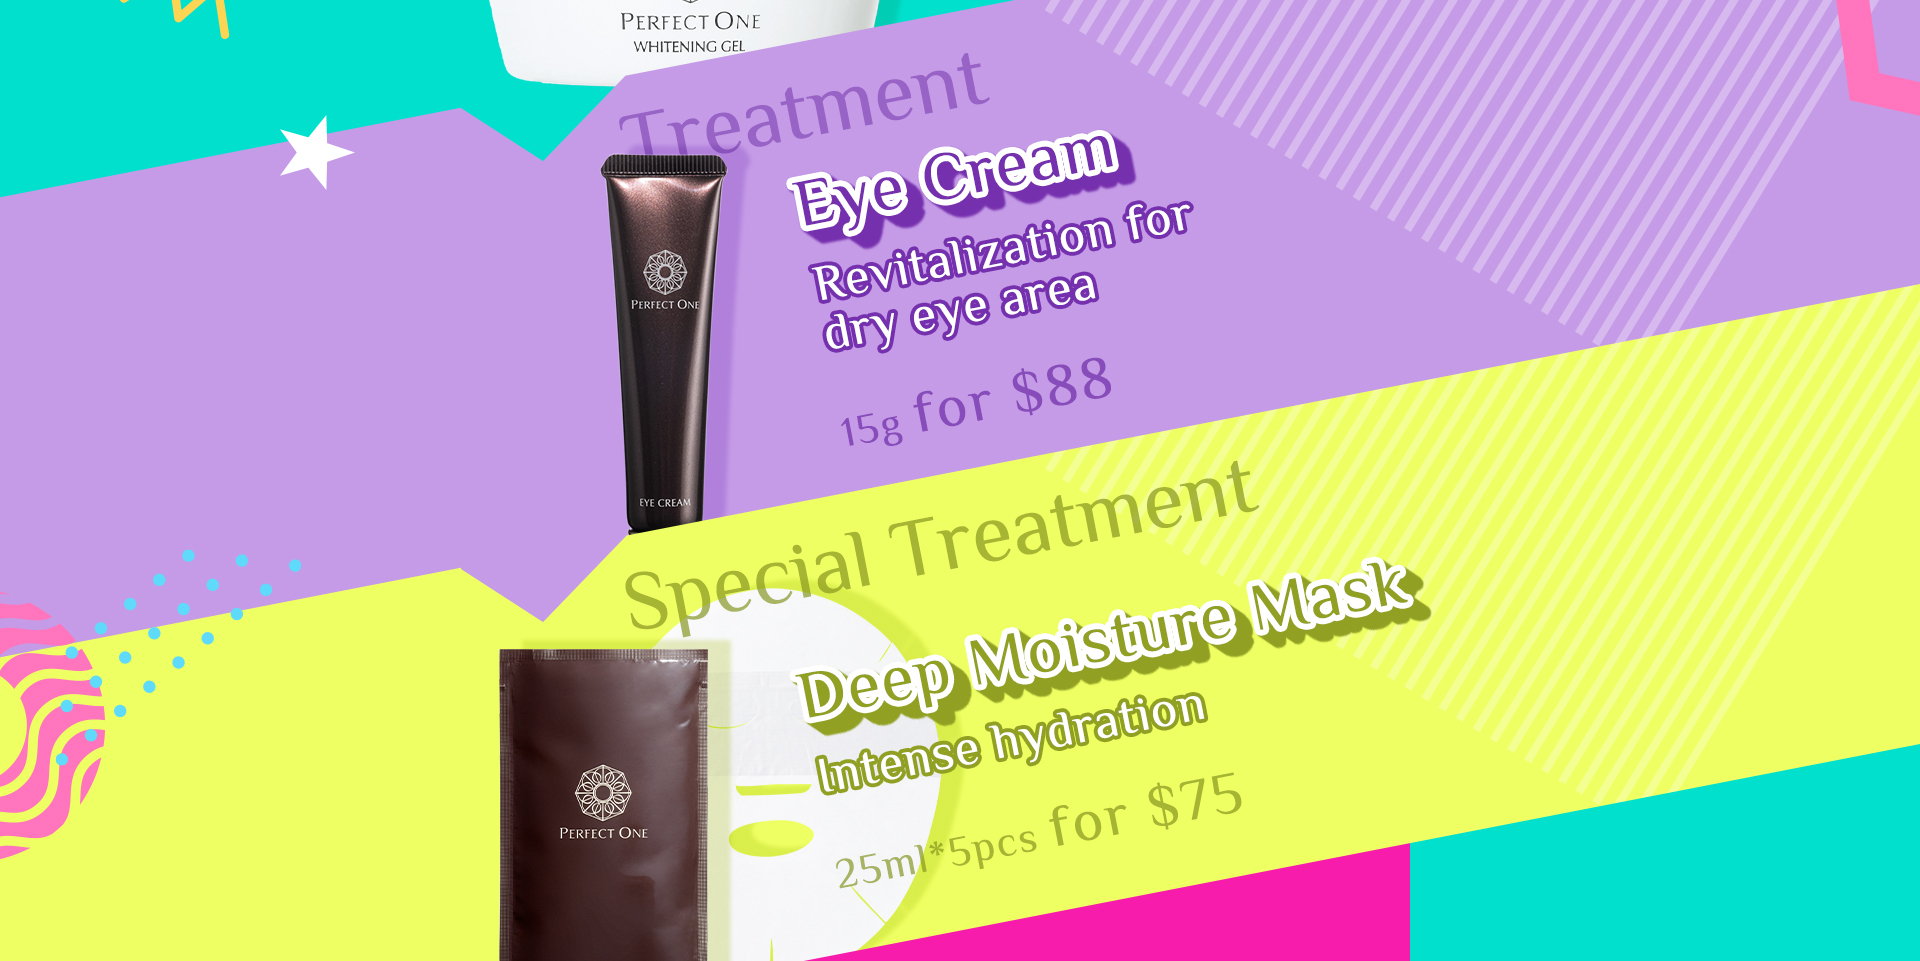 PERFECT ONE
WHITENING GEL
Treatment
Eye Cream
Revitalization for
dry eye area
15g for $88
PERFECT ONE
EYE CREAM
Special Treatment
Deep Moisture Mask
Intense hydration
25ml*5pcs for $75
PERFECT ONE